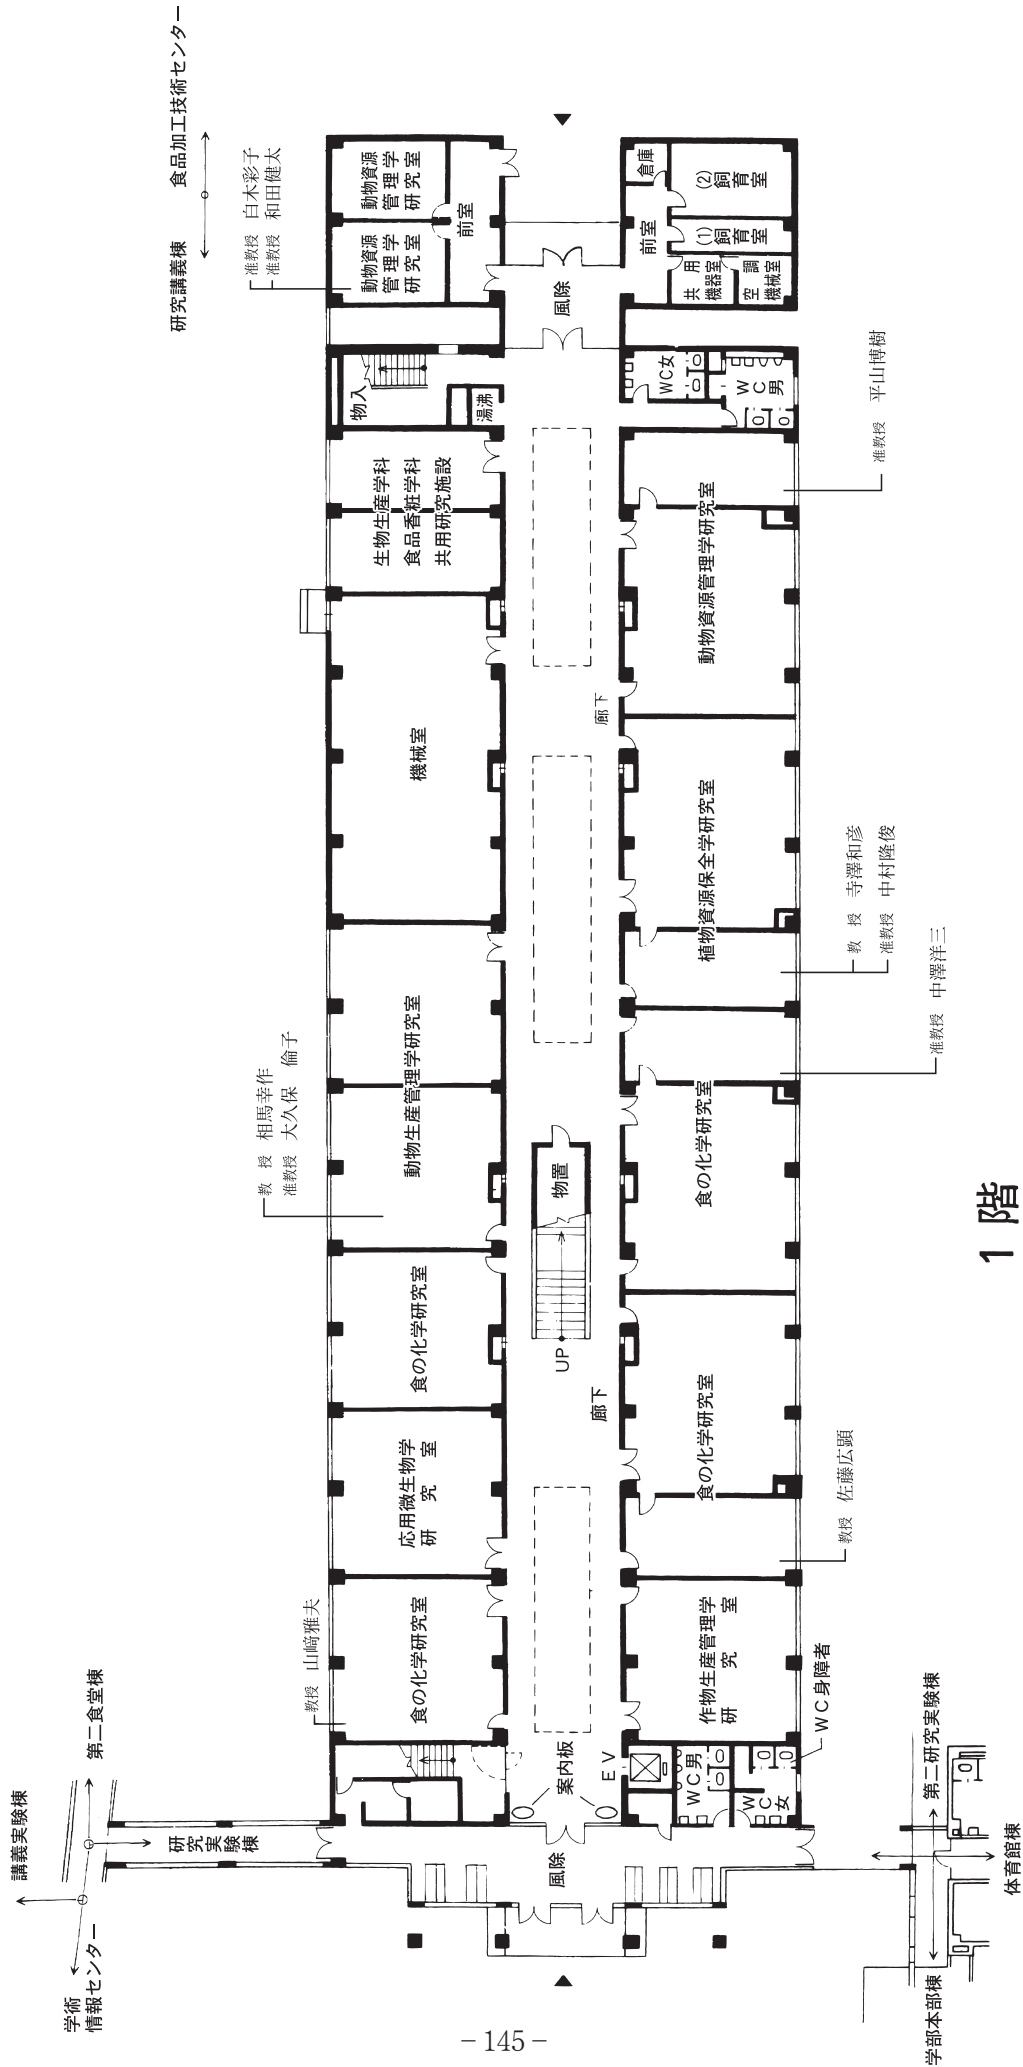 食品加工技術センター
研究講義棟
准教授 白木彩子
准教授 和田健太
動物資源
管理学
研究室
動物資源
管理学
研究室
前室
倉庫
(2)
飼育室
(1)
飼育室
前室
共用
機器室
空調
機械室
風除
物入
湯沸
WC女
WC
男
生物生産学科
食品香粧学科
共用研究施設
准教授 平山博樹
動物資源管理学研究室
機械室
廊下
植物資源保全学研究室
教 授 寺澤和彦
准教授 中村隆俊
准教授 中澤洋三
教 授 相馬幸作
准教授 大久保 倫子
動物生産管理学研究室
食の化学研究室
物置
UP
食の化学研究室
廊下
食の化学研究室
教授 佐藤広顕
応用微生物学
研究室
教授 山﨑雅夫
食の化学研究室
作物生産管理学
研究室
WC身障者
案内板
EV
WC男
WC
女
風除
第二食堂棟
講義実験棟
研究実験棟
学術
情報センター
第二研究実験棟
体育館棟
学部本部棟
1階
－145－